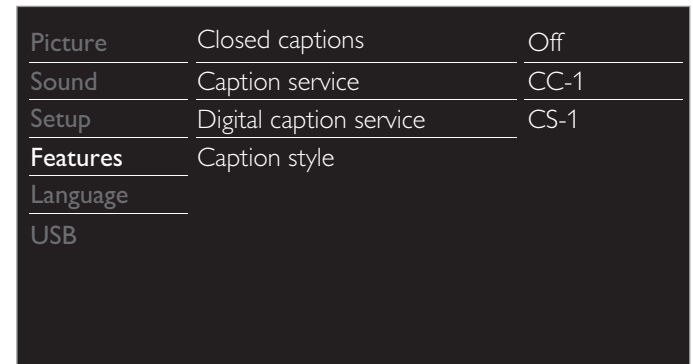 Picture Closed captions Off
Sound Caption service CC-1
Setup Digital caption service CS-1
Features Caption style
Language
USB